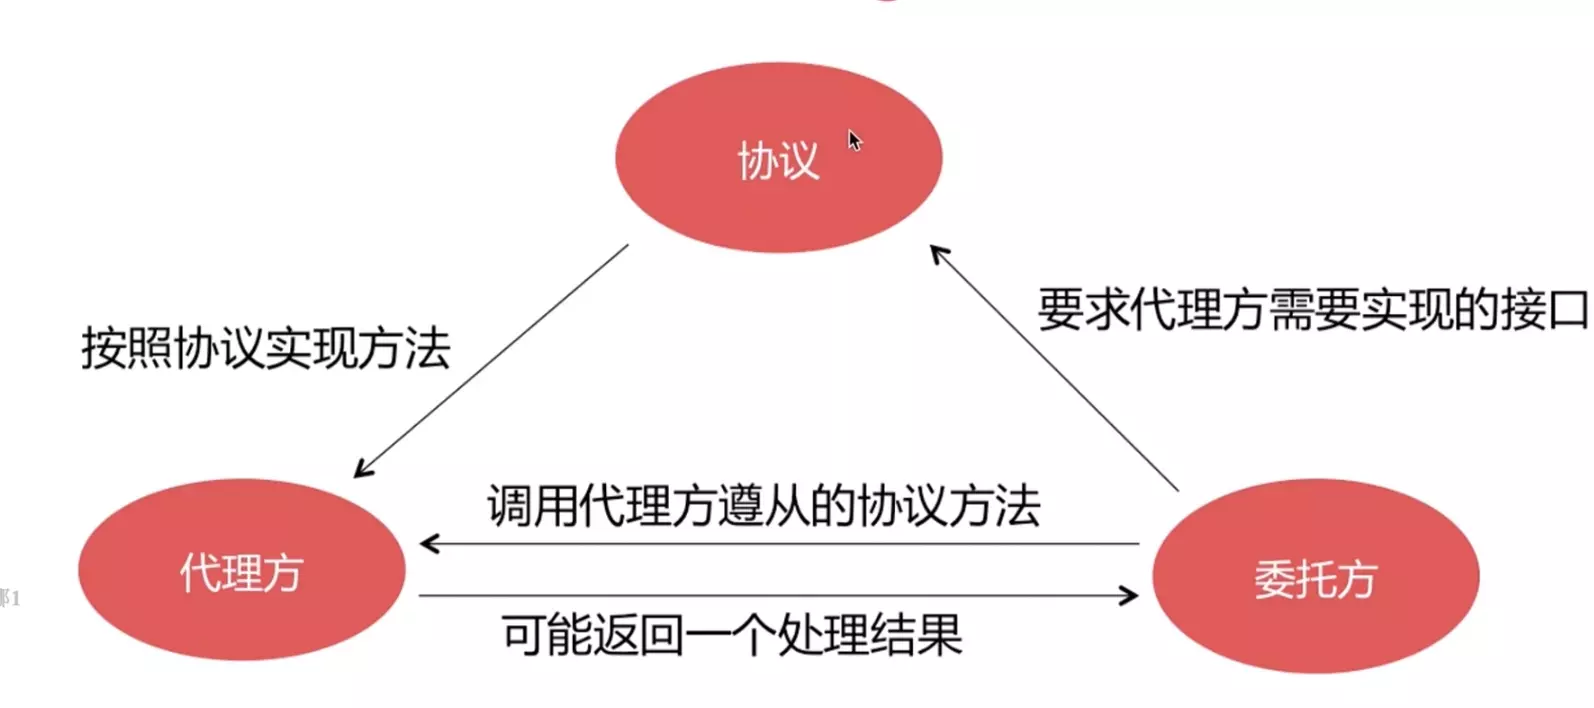 协议
要求代理方需要实现的接口
按照协议实现方法
调用代理方遵从的协议方法
代理方
委托方
可能返回一个处理结果